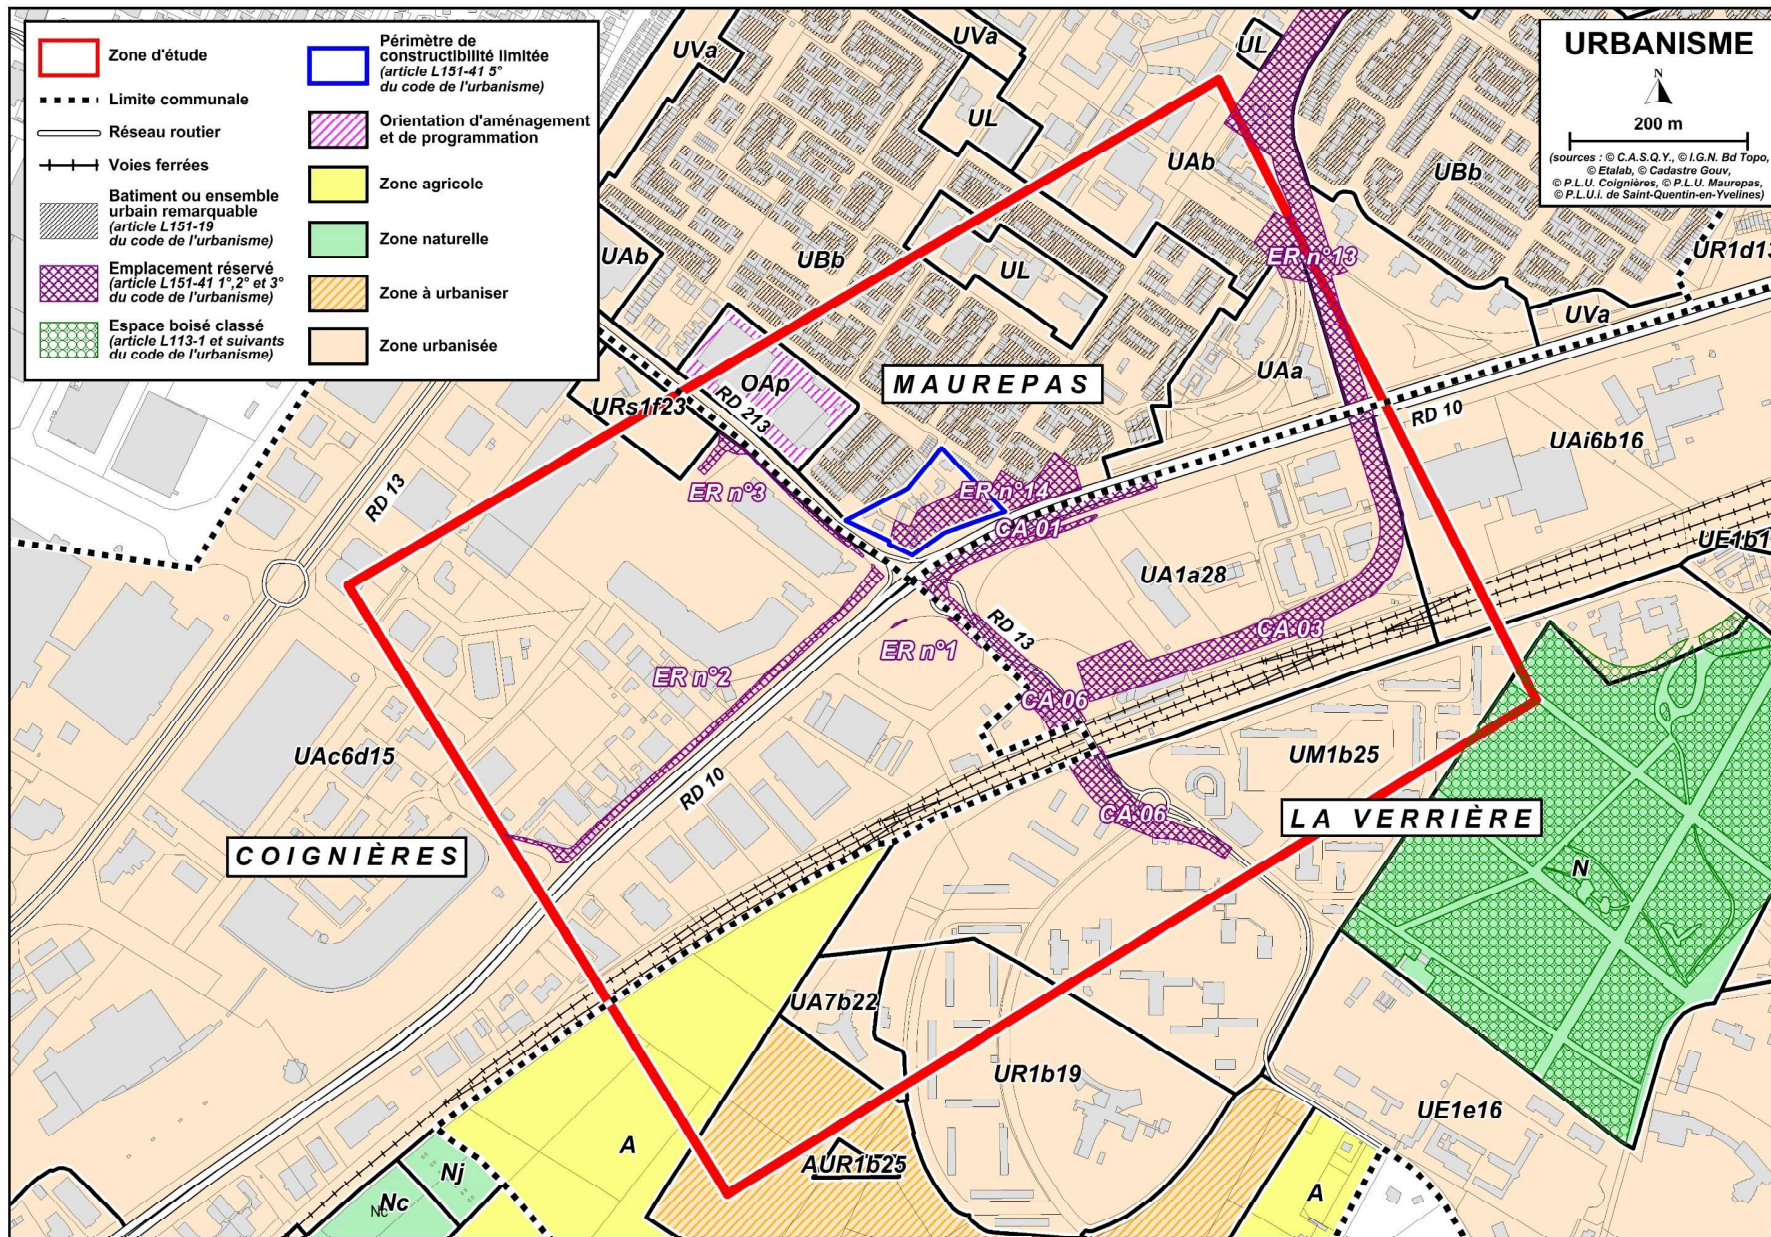 Zone d'étude
Limite communale
Réseau routier
Voies ferrées
Batiment ou ensemble
urbain remarquable
(article L151-19
du code de l'urbanisme)
Emplacement réservé
(article L151-41 1°,2° et 3°
du code de l'urbanisme)
Espace boisé classé
(article L113-1 et suivants
du code de l'urbanisme)
Périmètre de
constructibilité limitée
(article L151-41 5°
du code de l'urbanisme)
Orientation d'aménagement
et de programmation
Zone agricole
Zone naturelle
Zone à urbaniser
Zone urbanisée
URBANISME
N
200 m
(sources : © C.A.S.Q.Y., © I.G.N. Bd Topo,
© Etalab, © Cadastre Gouv,
© P.L.U. Coignières, © P.L.U. Maurepas,
© P.L.U.i. de Saint-Quentin-en-Yvelines)
UVa
UVa
UL
UL
UAb
UBb
UAb
UBb
UL
ER n°13
UR1d13
UVa
OAp
MAUREPAS
UAa
URs1f23
RD 213
RD 10
UAi6b16
RD 13
ER n°3
ER n°14
CA 01
UE1b1
UA1a28
RD 13
CA 03
ER n°1
ER n°2
CA 06
UAc6d15
RD 10
UM1b25
CA 06
LA VERRIÈRE
COIGNIÈRES
N
UA7b22
UR1b19
UE1e16
A
AUR1b25
Nj
Nc
Nc
A